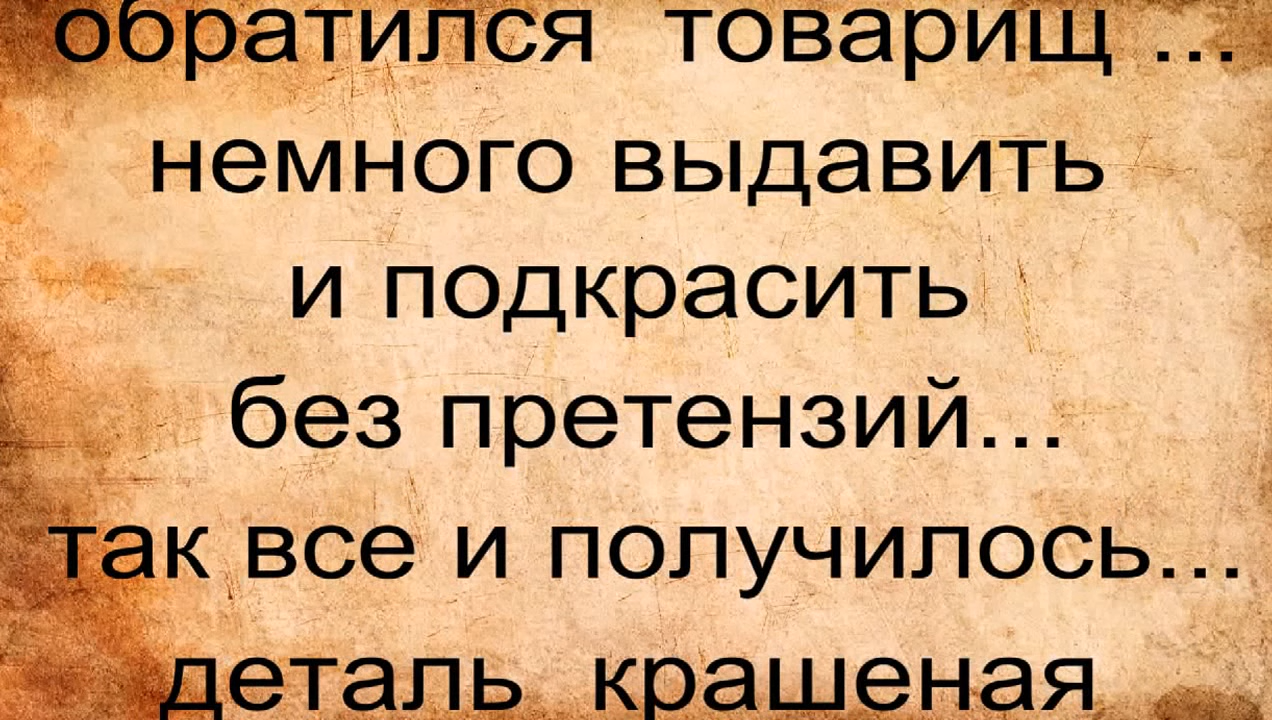 обратился товарищ ...
немного выдавить
и подкрасить
без претензий...
так все и получилось...
деталь крашеная